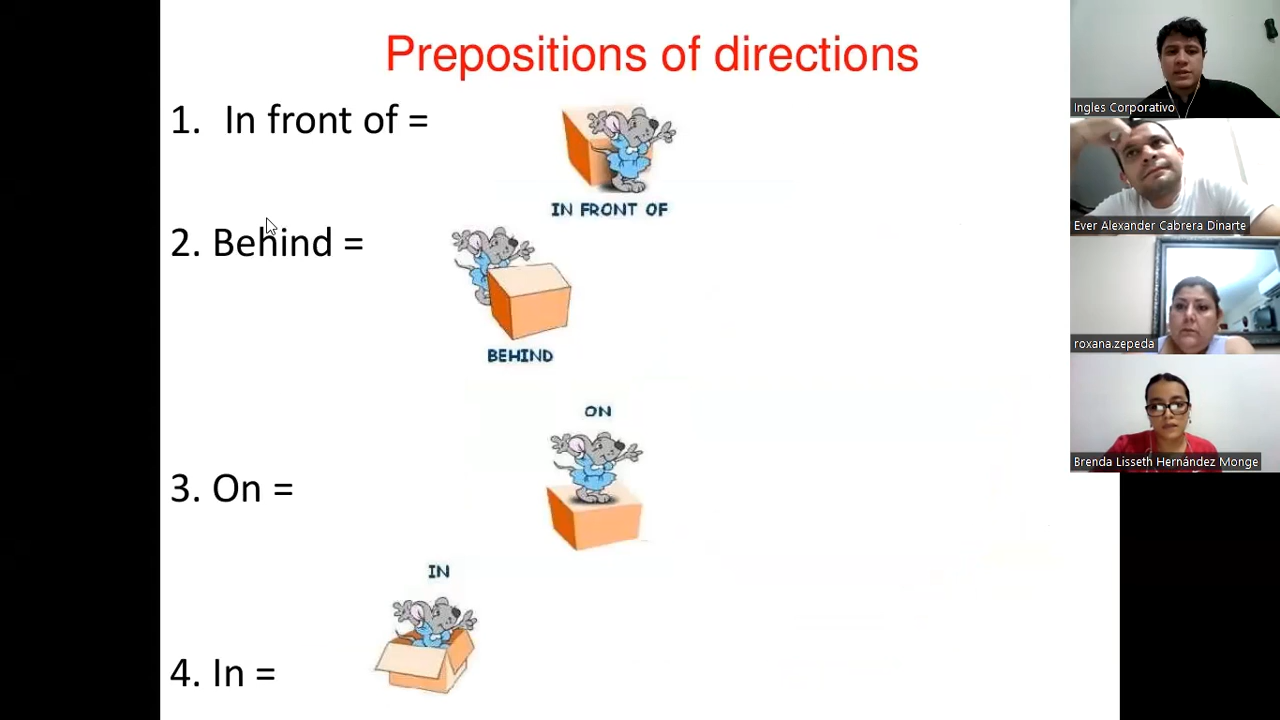 Prepositions of directions
1. In front of =
IN FRONT OF
2. Behind =
BEHIND
ON
3. On =
IN
4. In =
Ingles Corporativo
Ever Alexander Cabrera Dinarte
roxana.zepeda
Brenda Lisseth Hernández Monge